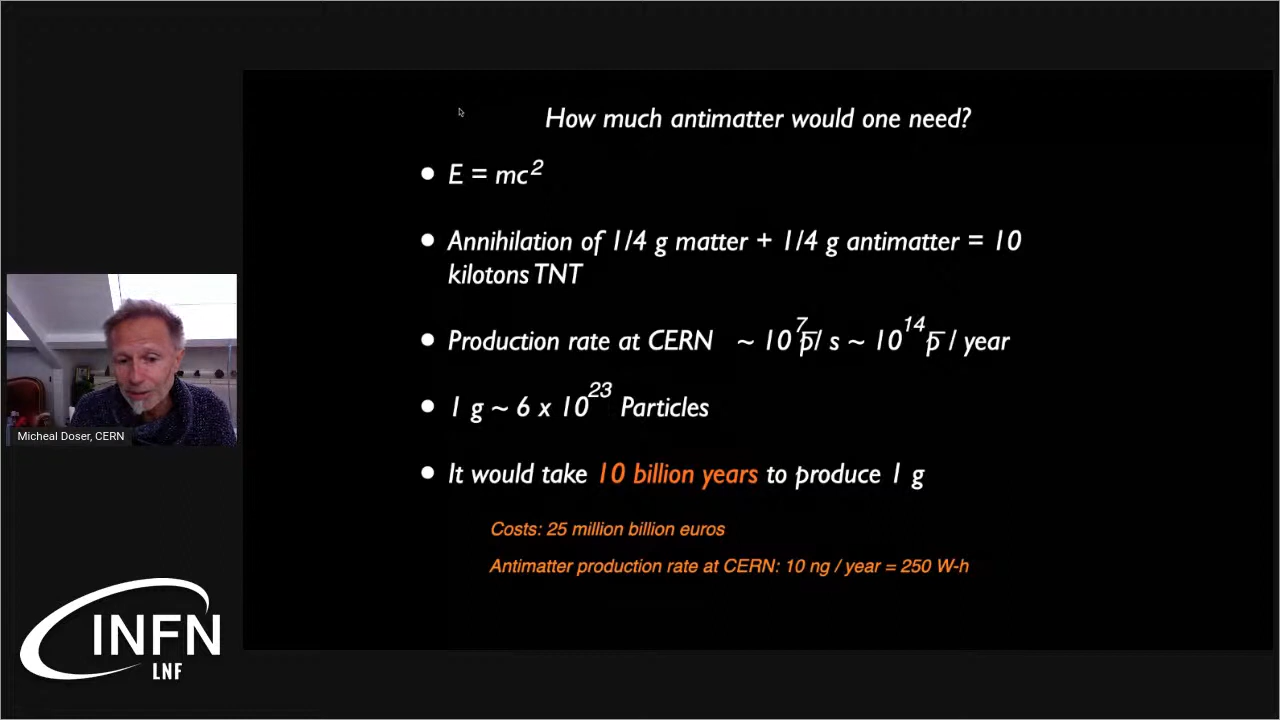 How much antimatter would one need?
• E = mc²
• Annihilation of 1/4 g matter + 1/4 g antimatter = 10
kilotons TNT
• Production rate at CERN ~ 10⁷ p̅/ s ~ 10¹⁴ p̅ / year
• 1 g ~ 6 x 10²³ Particles
• It would take 10 billion years to produce 1 g
Costs: 25 million billion euros
Antimatter production rate at CERN: 10 ng / year = 250 W-h
Micheal Doser, CERN
INFN
LNF